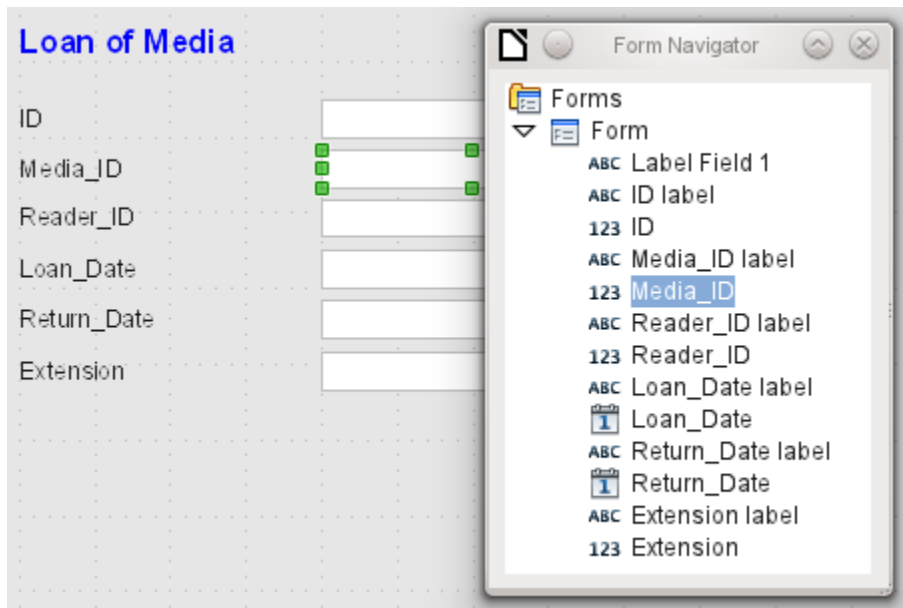 Loan of Media
ID
Media_ID
Reader_ID
Loan_Date
Return_Date
Extension
Form Navigator
Forms
Form
ABC Label Field 1
ABC ID label
123 ID
ABC Media_ID label
123 Media_ID
ABC Reader_ID label
123 Reader_ID
ABC Loan_Date label
1 Loan_Date
ABC Return_Date label
1 Return_Date
ABC Extension label
123 Extension